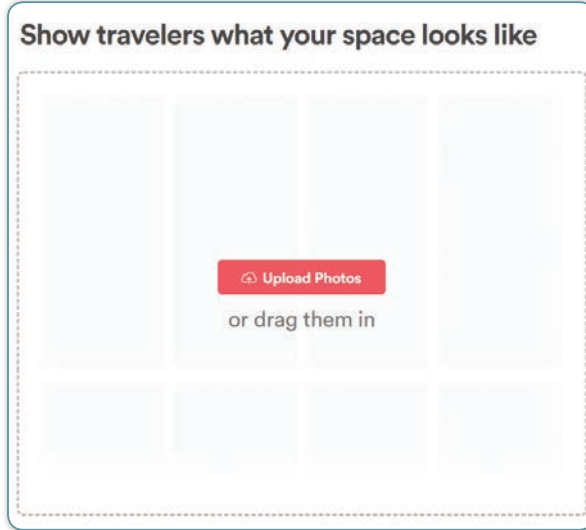 Show travelers what your space looks like
Upload Photos
or drag them in